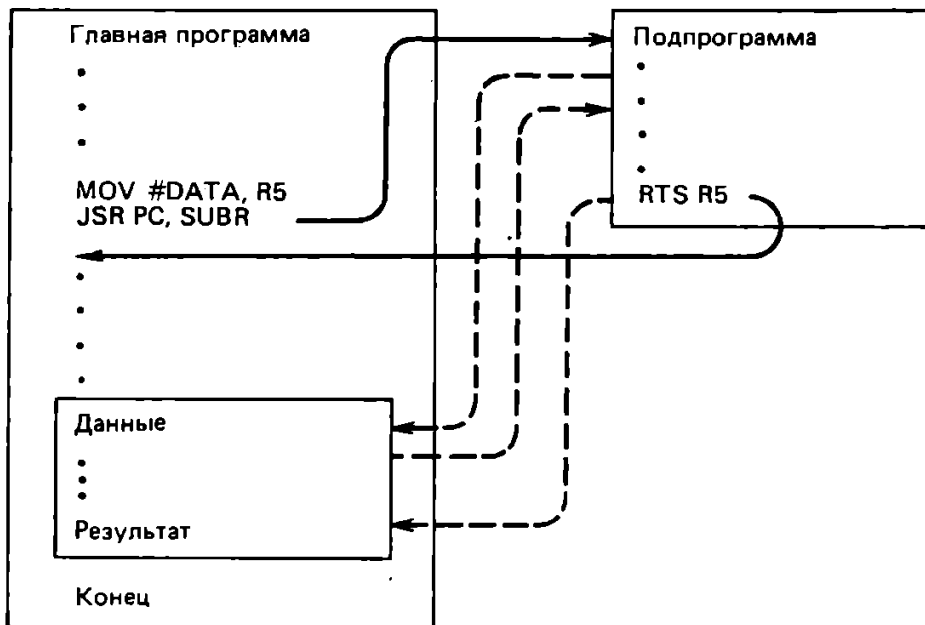 Главная программа
MOV #DATA, R5
JSR PC, SUBR
Данные
Результат
Конец
Подпрограмма
RTS R5